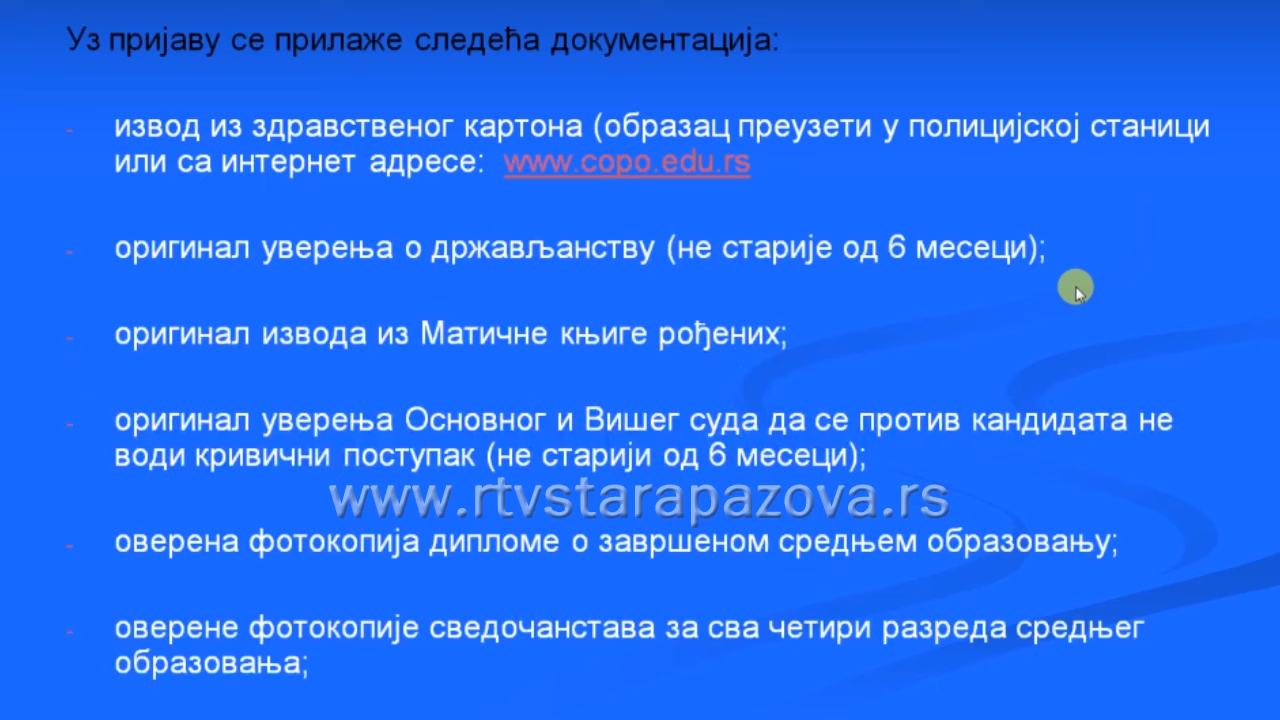 Уз пријаву се прилаже следећа документација:
- извод из здравственог картона (образац преузети у полицијској станици
или са интернет адресе: www.copo.edu.rs
- оригинал уверења о држављанству (не старије од 6 месеци);
- оригинал извода из Матичне књиге рођених;
- оригинал уверења Основног и Вишег суда да се против кандидата не
води кривични поступак (не старији од 6 месеци);
www.rtvstarapazova.rs
- оверена фотокопија дипломе о завршеном средњем образовању;
- оверене фотокопије сведочанстава за сва четири разреда средњег
образовања;